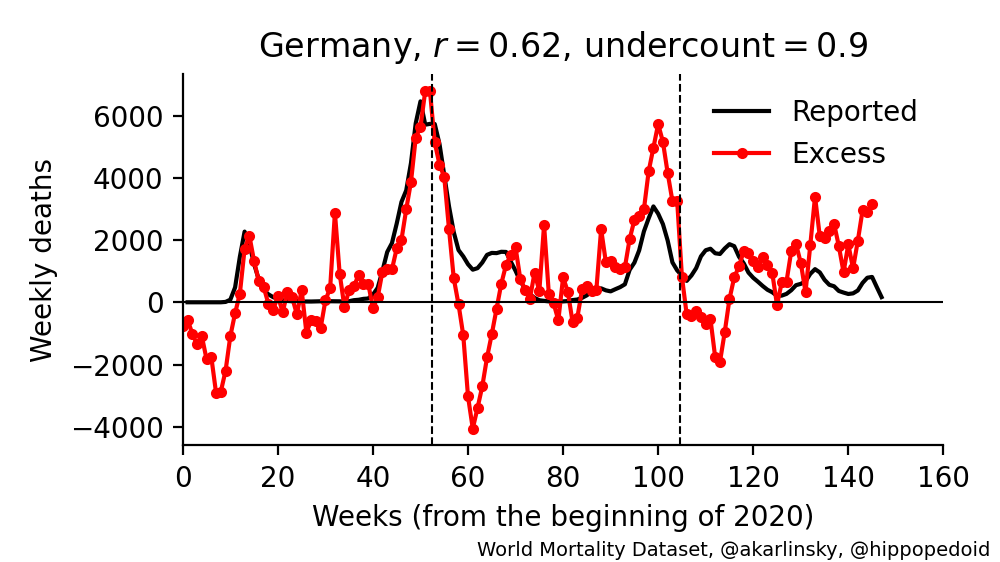 Germany, r = 0.62, undercount = 0.9
Reported
Excess
Weekly deaths
6000
4000
2000
0
−2000
−4000
0 20 40 60 80 100 120 140 160
Weeks (from the beginning of 2020)
World Mortality Dataset, @akarlinsky, @hippopedoid